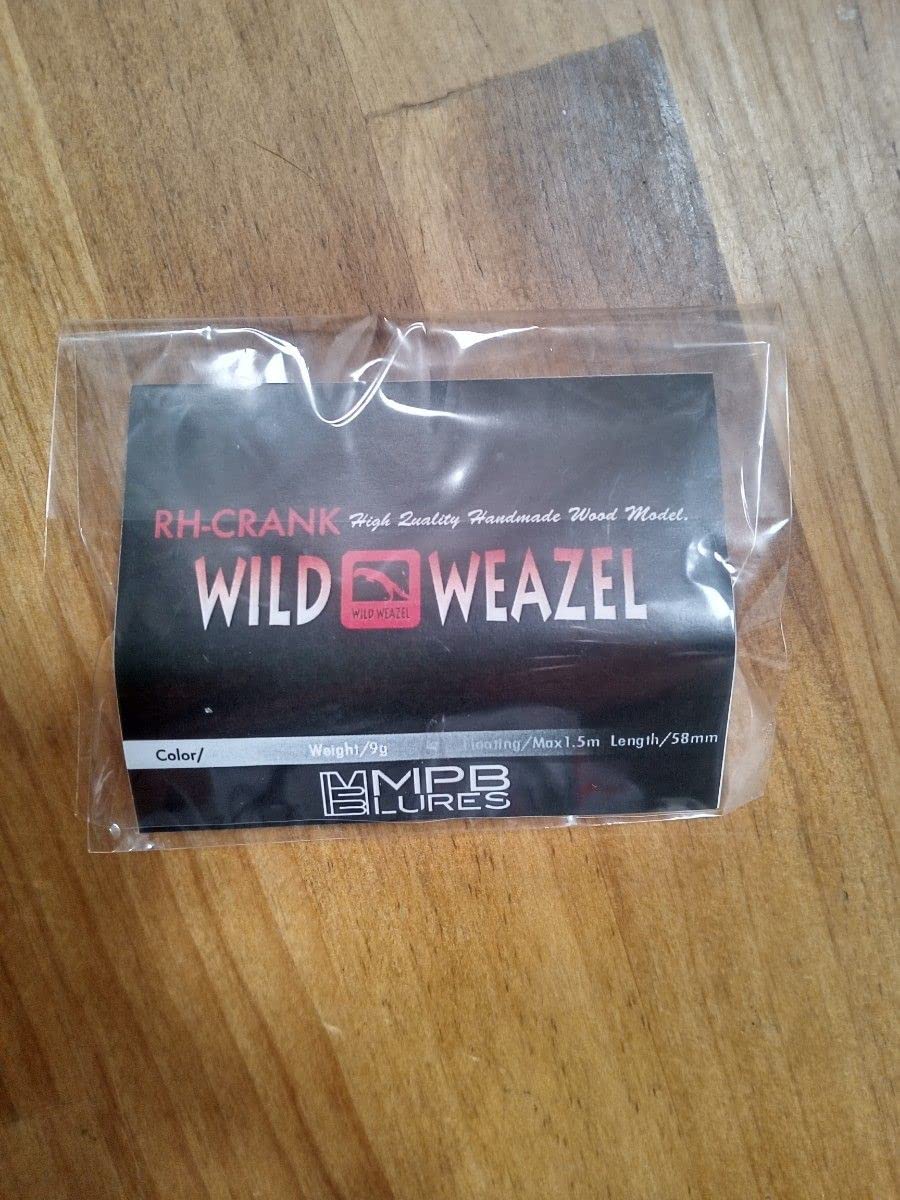 RH-CRANK High Quality Handmade Wood Model.
WILD WILD WEAZEL WEAZEL
Color/ Weight/9g Floating/Max1.5m Length/58mm
MPB
LURES